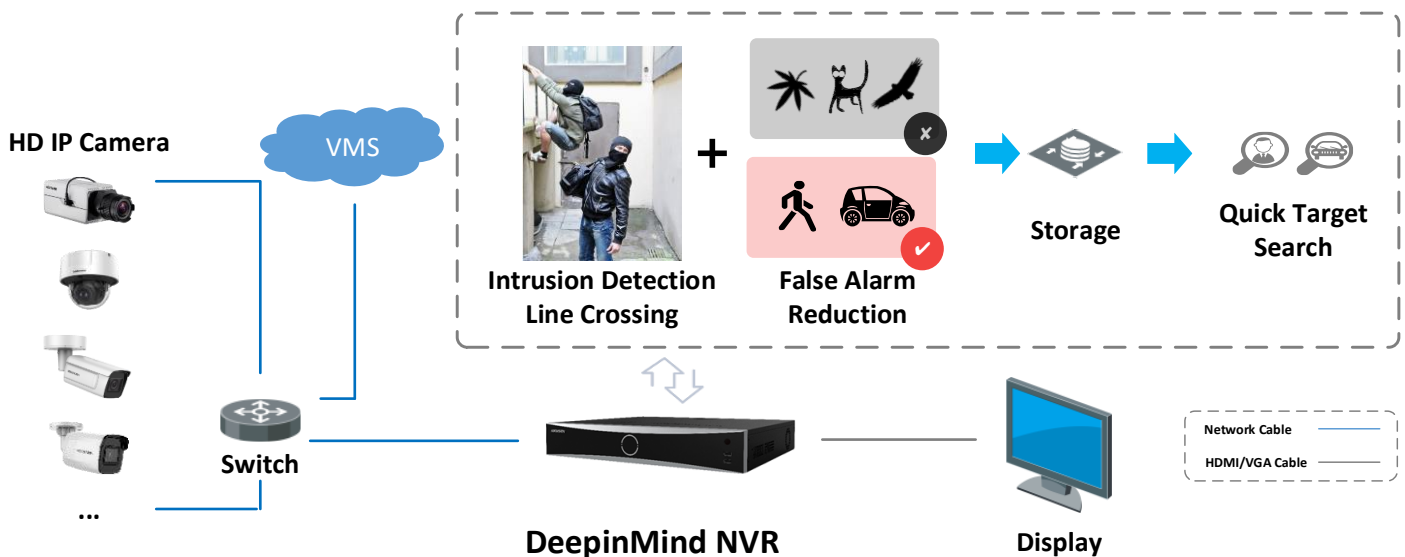 HD IP Camera
VMS
Intrusion Detection
Line Crossing
False Alarm
Reduction
Storage
Quick Target
Search
Switch
...
DeepinMind NVR
Display
Network Cable
HDMI/VGA Cable